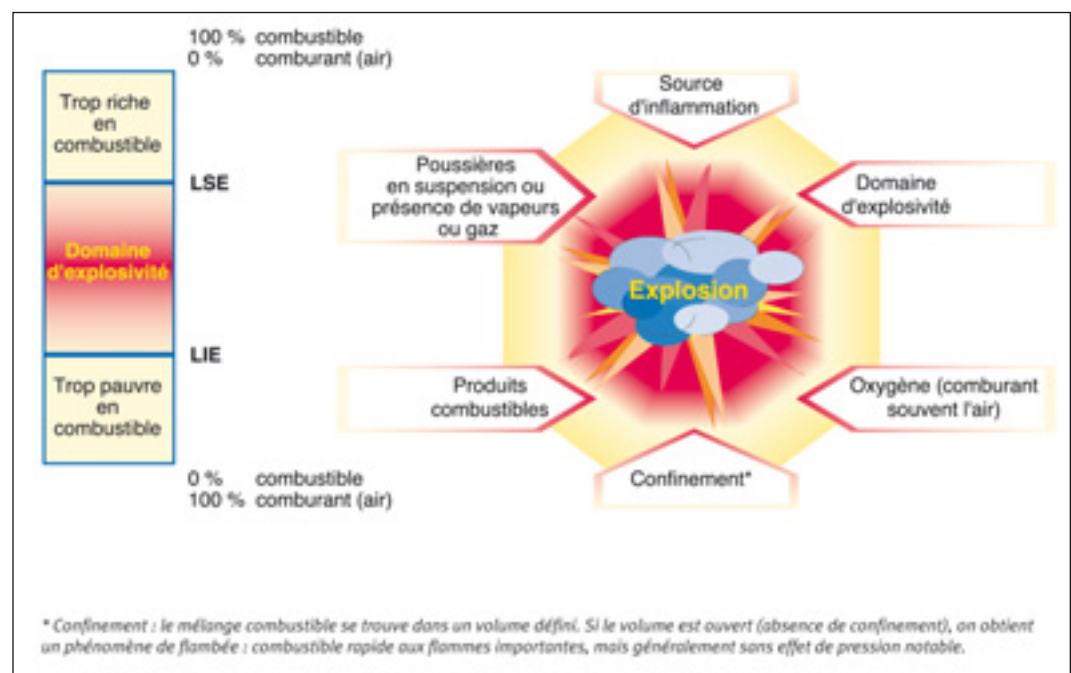 100 % combustible
0 % comburant (air)
Trop riche
en
combustible
LSE
Domaine
d'explosivité
LIE
Trop pauvre
en
combustible
0 % combustible
100 % comburant (air)
Source
d'inflammation
Poussières
en suspension ou
présence de vapeurs
ou gaz
Domaine
d'explosivité
Explosion
Produits
combustibles
Oxygène (comburant
souvent l'air)
Confinement*
* Confinement : le mélange combustible se trouve dans un volume défini. Si le volume est ouvert (absence de confinement), on obtient
un phénomène de flambée : combustible rapide aux flammes importantes, mais généralement sans effet de pression notable.